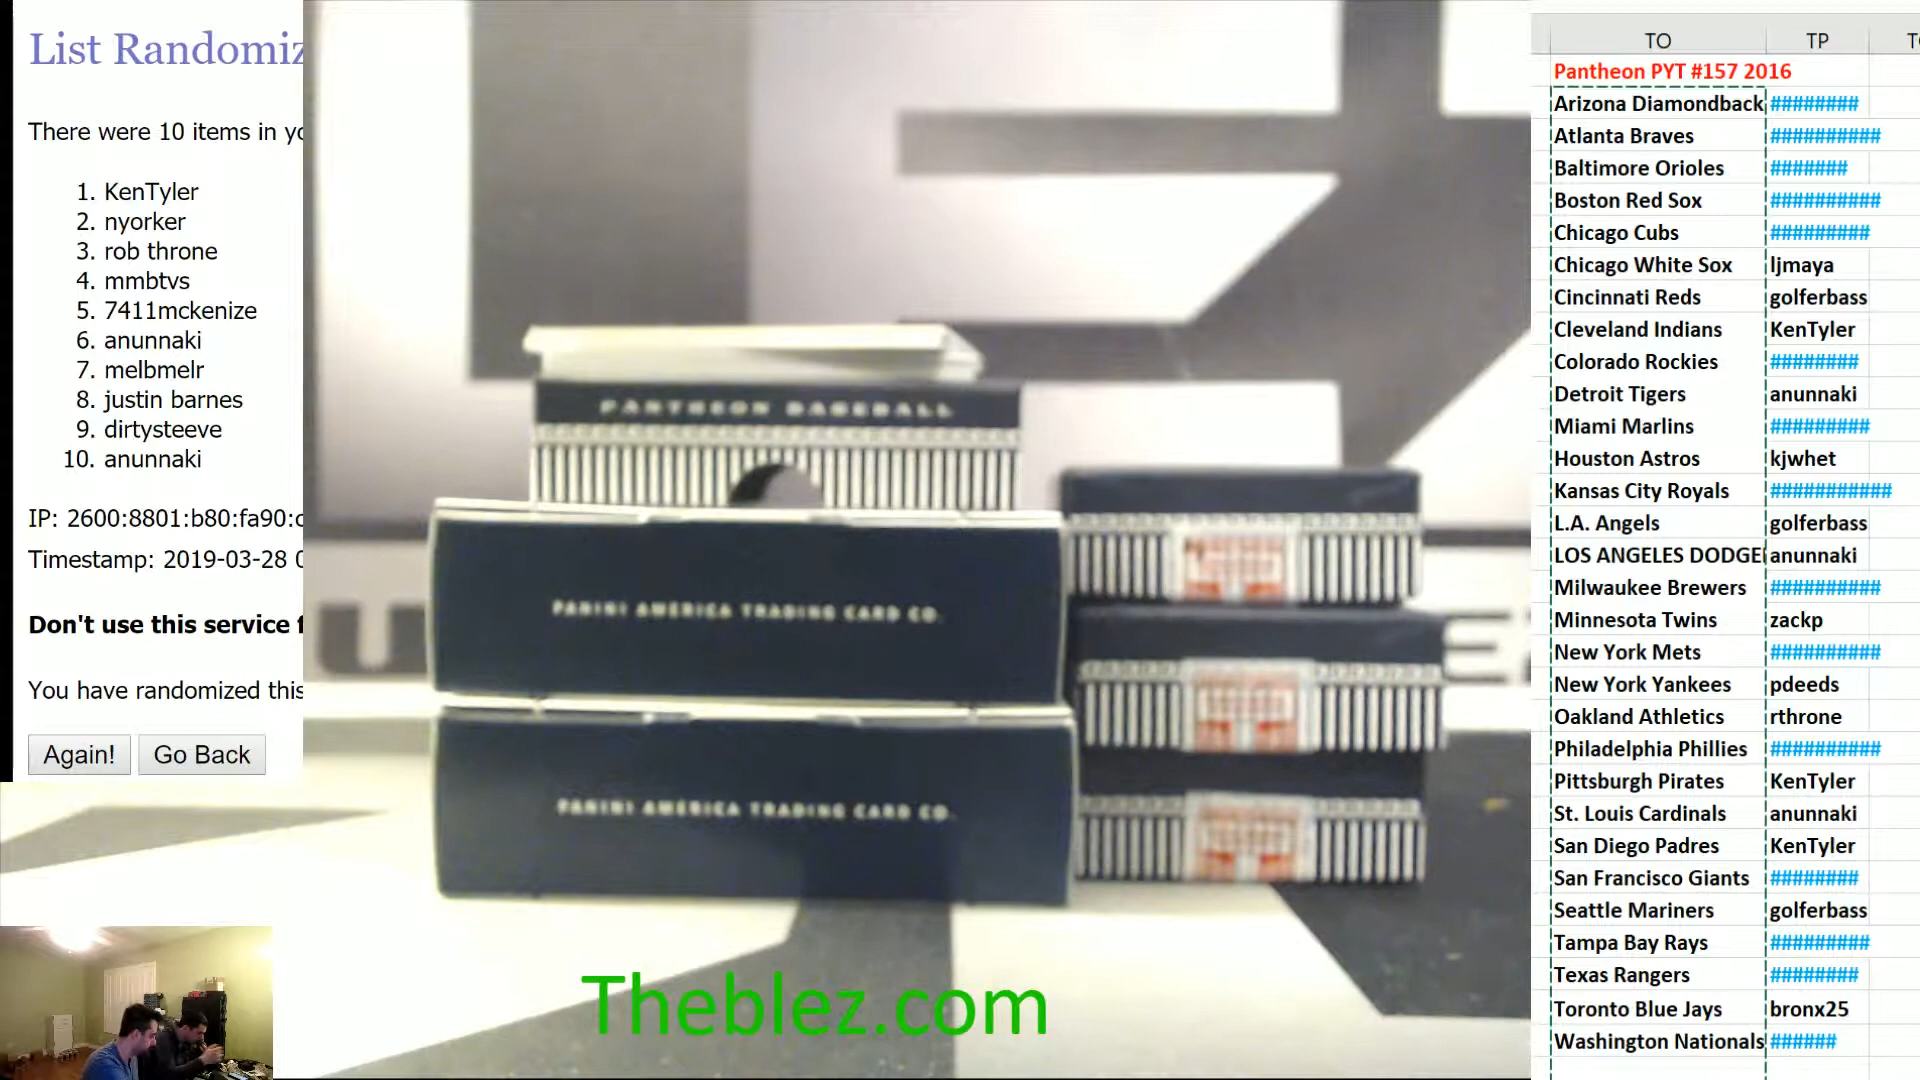 List Randomiz
There were 10 items in yo
1. KenTyler
2. nyorker
3. rob throne
4. mmbtvs
5. 7411mckenize
6. anunnaki
7. melbmelr
8. justin barnes
9. dirtysteeve
10. anunnaki
IP: 2600:8801:b80:fa90:c
Timestamp: 2019-03-28 0
Don't use this service f
You have randomized this
Again! Go Back
PANTHEON BASEBALL
PANINI AMERICA TRADING CARD CO.
PANINI AMERICA TRADING CARD CO.
Theblez.com
TO TP
Pantheon PYT #157 2016
Arizona Diamondback ########
Atlanta Braves ##########
Baltimore Orioles #######
Boston Red Sox ##########
Chicago Cubs #########
Chicago White Sox ljmaya
Cincinnati Reds golferbass
Cleveland Indians KenTyler
Colorado Rockies ########
Detroit Tigers anunnaki
Miami Marlins #########
Houston Astros kjwhet
Kansas City Royals ###########
L.A. Angels golferbass
LOS ANGELES DODGE anunnaki
Milwaukee Brewers ##########
Minnesota Twins zackp
New York Mets ##########
New York Yankees pdeeds
Oakland Athletics rthrone
Philadelphia Phillies ##########
Pittsburgh Pirates KenTyler
St. Louis Cardinals anunnaki
San Diego Padres KenTyler
San Francisco Giants ########
Seattle Mariners golferbass
Tampa Bay Rays #########
Texas Rangers ########
Toronto Blue Jays bronx25
Washington Nationals ######